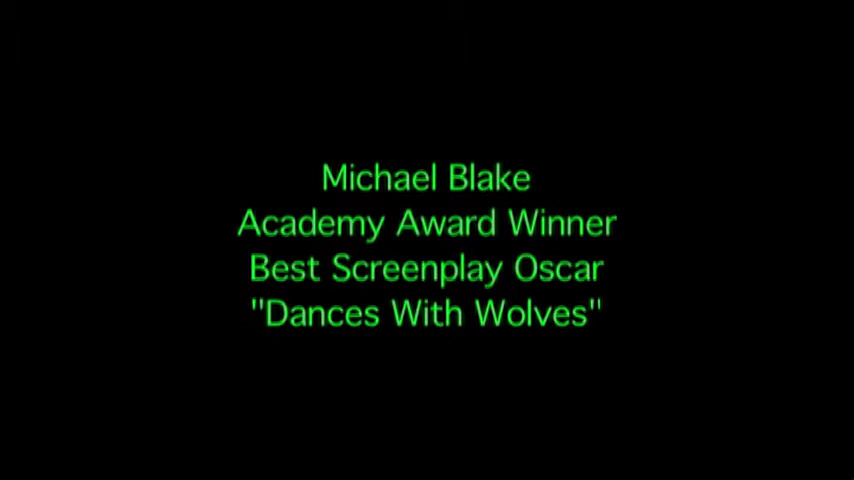 Michael Blake
Academy Award Winner
Best Screenplay Oscar
"Dances With Wolves"